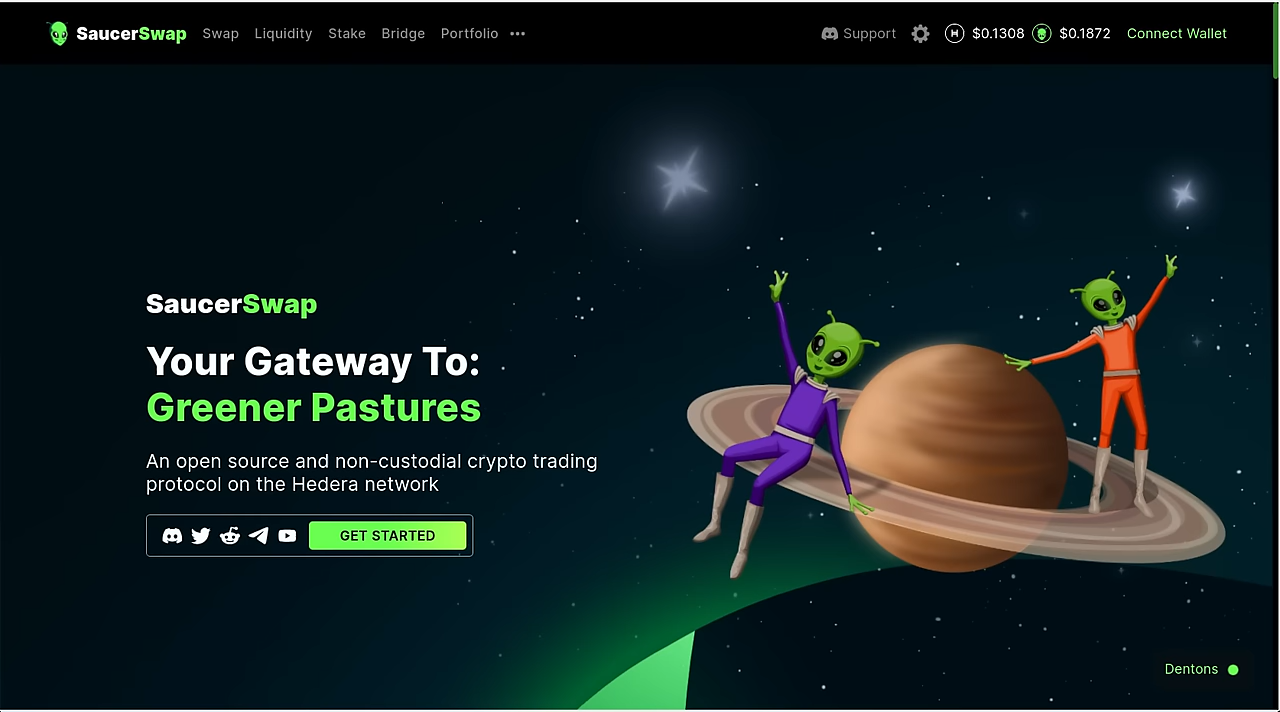 SaucerSwap Swap Liquidity Stake Bridge Portfolio ••• Support H $0.1308 $0.1872 Connect Wallet
SaucerSwap
Your Gateway To:
Greener Pastures
An open source and non-custodial crypto trading
protocol on the Hedera network
GET STARTED
Dentons